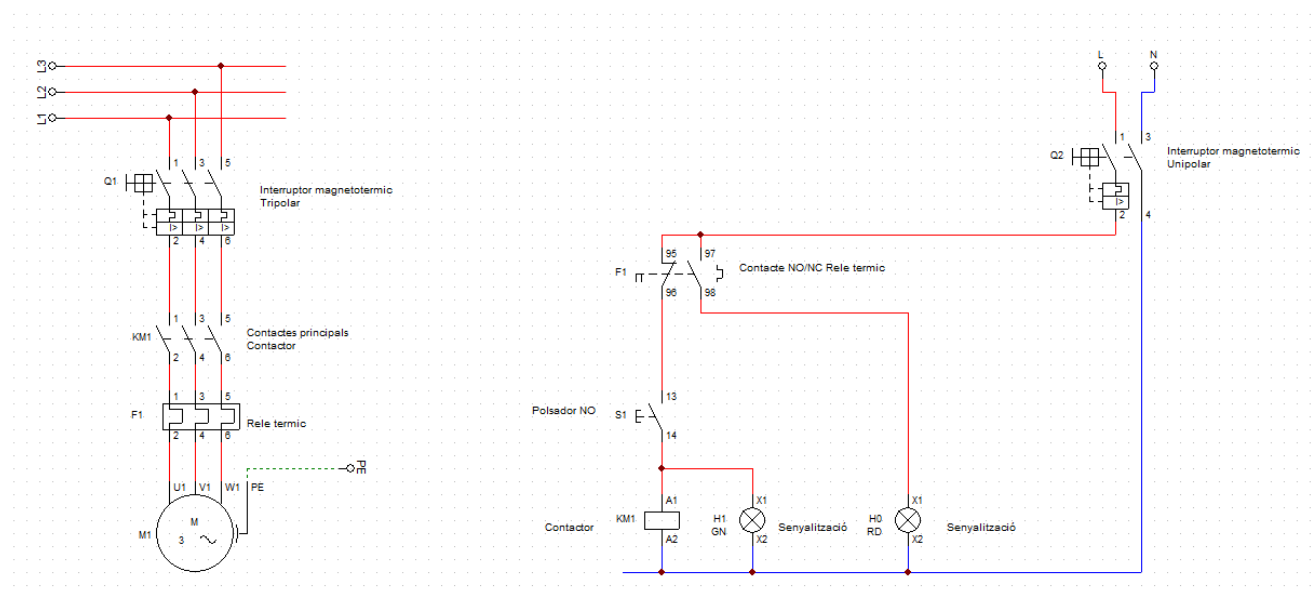 L3
L2
L1
Q1
1 3 5
I> I> I>
2 4 6
Interruptor magnetotermic
Tripolar
KM1
1 3 5
2 4 6
Contactes principals
Contactor
F1
1 3 5
2 4 6
Rele termic
PE
U1 V1 W1 PE
M1
M
3
L N
Q2
1 3
I>
2 4
Interruptor magnetotermic
Unipolar
F1
95 97
96 98
Contacte NO/NC Rele termic
Polsador NO
S1
13
14
Contactor
KM1
A1
A2
H1
GN
X1
X2
Senyalització
H0
RD
X1
X2
Senyalització